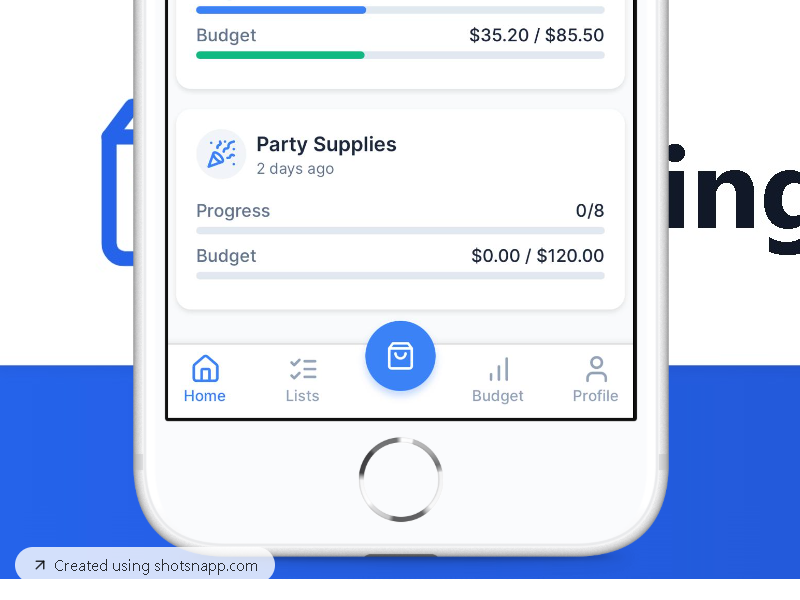 Budget $35.20 / $85.50
Party Supplies
2 days ago
Progress 0/8
Budget $0.00 / $120.00
Home Lists Budget Profile
Created using shotsnapp.com